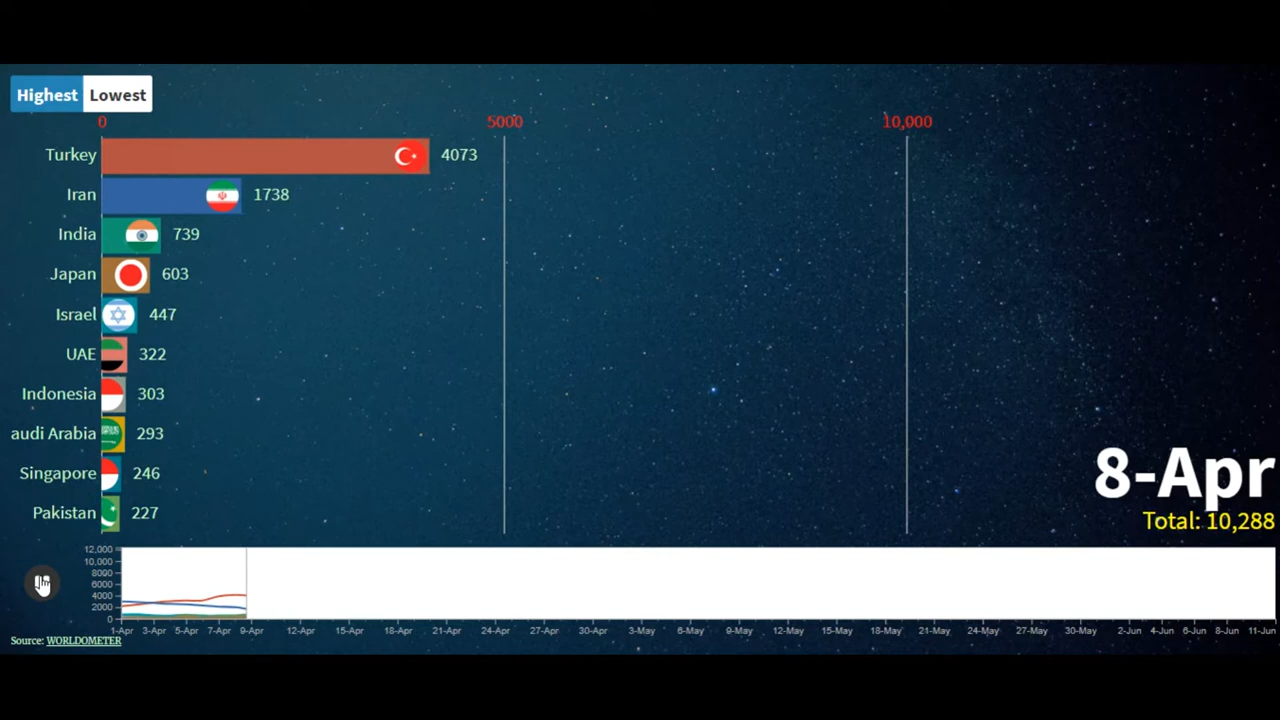 Highest Lowest
0 5000 10,000
Turkey 4073
Iran 1738
India 739
Japan 603
Israel 447
UAE 322
Indonesia 303
audi Arabia 293
Singapore 246
Pakistan 227
8-Apr
Total: 10,288
12,000
10,000
8000
6000
4000
2000
0
1-Apr 3-Apr 5-Apr 7-Apr 9-Apr 12-Apr 15-Apr 18-Apr 21-Apr 24-Apr 27-Apr 30-Apr 3-May 6-May 9-May 12-May 15-May 18-May 21-May 24-May 27-May 30-May 2-Jun 4-Jun 6-Jun 8-Jun 11-Jun
Source: WORLDOMETER